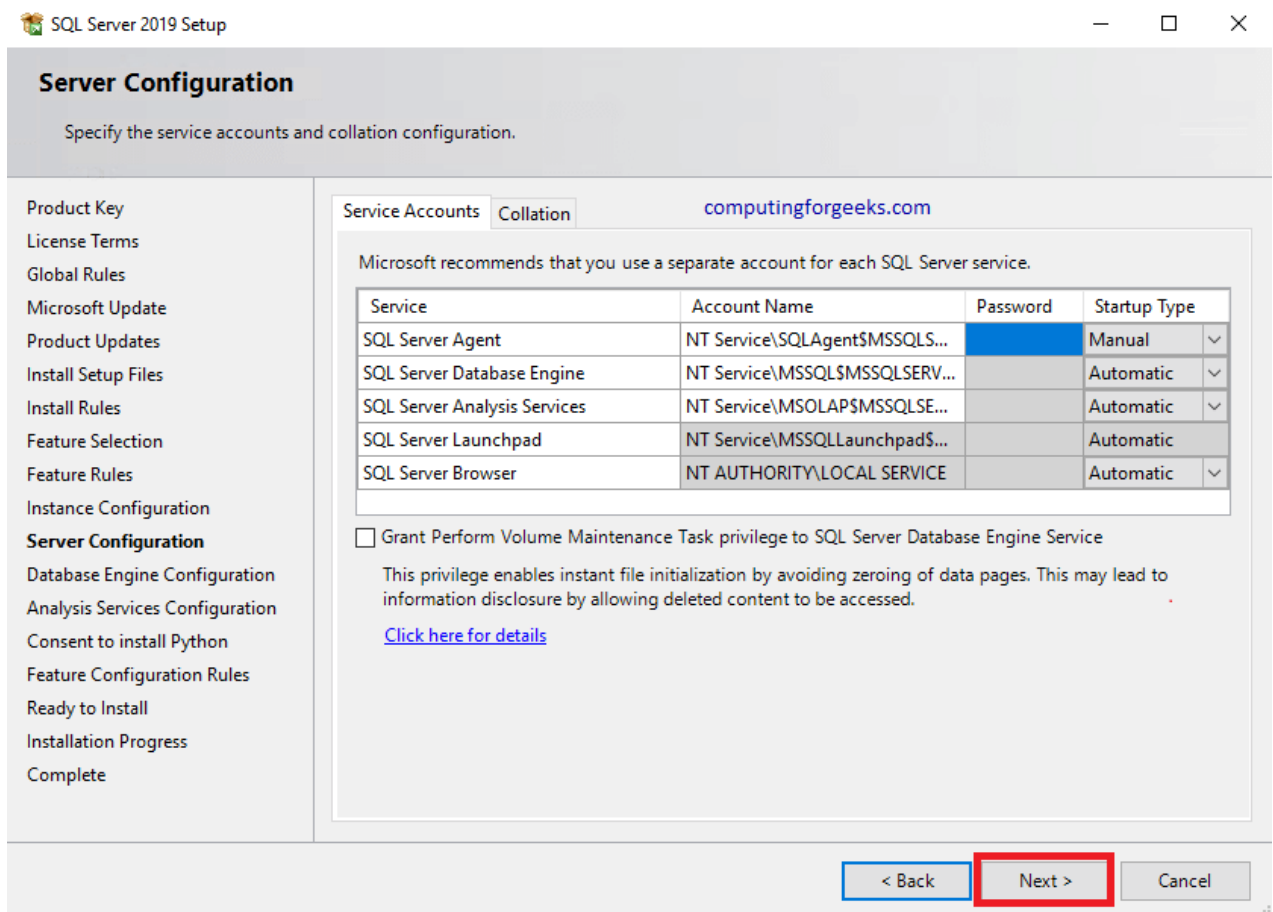 SQL Server 2019 Setup
Server Configuration
Specify the service accounts and collation configuration.
Product Key
License Terms
Global Rules
Microsoft Update
Product Updates
Install Setup Files
Install Rules
Feature Selection
Feature Rules
Instance Configuration
Server Configuration
Database Engine Configuration
Analysis Services Configuration
Consent to install Python
Feature Configuration Rules
Ready to Install
Installation Progress
Complete
Service Accounts Collation computingforgeeks.com
Microsoft recommends that you use a separate account for each SQL Server service.
Service Account Name Password Startup Type
SQL Server Agent NT Service\SQLAgent$MSSQLS... Manual
SQL Server Database Engine NT Service\MSSQL$MSSQLSERV... Automatic
SQL Server Analysis Services NT Service\MSOLAP$MSSQLSE... Automatic
SQL Server Launchpad NT Service\MSSQLLaunchpad$... Automatic
SQL Server Browser NT AUTHORITY\LOCAL SERVICE Automatic
Grant Perform Volume Maintenance Task privilege to SQL Server Database Engine Service
This privilege enables instant file initialization by avoiding zeroing of data pages. This may lead to
information disclosure by allowing deleted content to be accessed.
Click here for details
< Back Next > Cancel